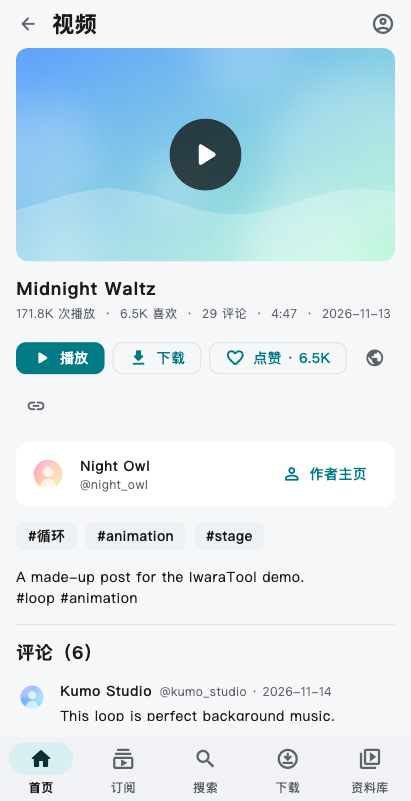 视频
Midnight Waltz
171.8K 次播放 · 6.5K 喜欢 · 29 评论 · 4:47 · 2026-11-13
播放 下载 点赞 · 6.5K
Night Owl
@night_owl
作者主页
#循环 #animation #stage
A made-up post for the IwaraTool demo.
#loop #animation
评论（6）
Kumo Studio @kumo_studio · 2026-11-14
This loop is perfect background music.
首页 订阅 搜索 下载 资料库